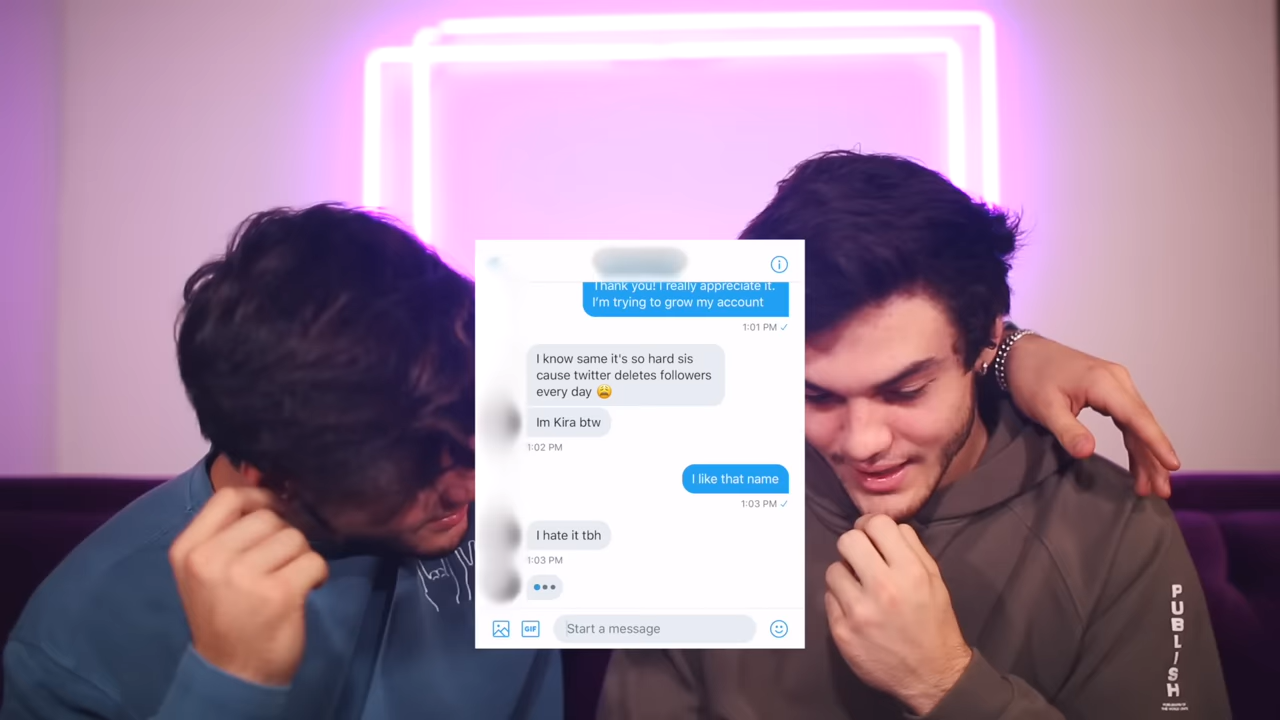 Thank you! I really appreciate it.
I'm trying to grow my account
1:01 PM ✓
I know same it's so hard sis
cause twitter deletes followers
every day 😩
Im Kira btw
1:02 PM
I like that name
1:03 PM ✓
I hate it tbh
1:03 PM
GIF
Start a message
PUBLISH